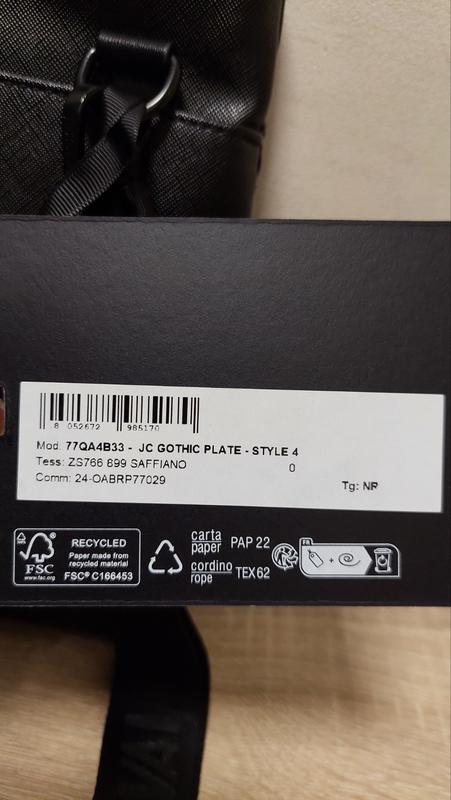 8 052672 985170
Mod: 77QA4B33 - JC GOTHIC PLATE - STYLE 4
Tess: ZS766 899 SAFFIANO 0
Comm: 24-OABRP77029
Tg: NR
FSC
www.fsc.org
RECYCLED
Paper made from
recycled material
FSC® C166453
carta
paper PAP 22
cordino
rope TEX 62
FR
+